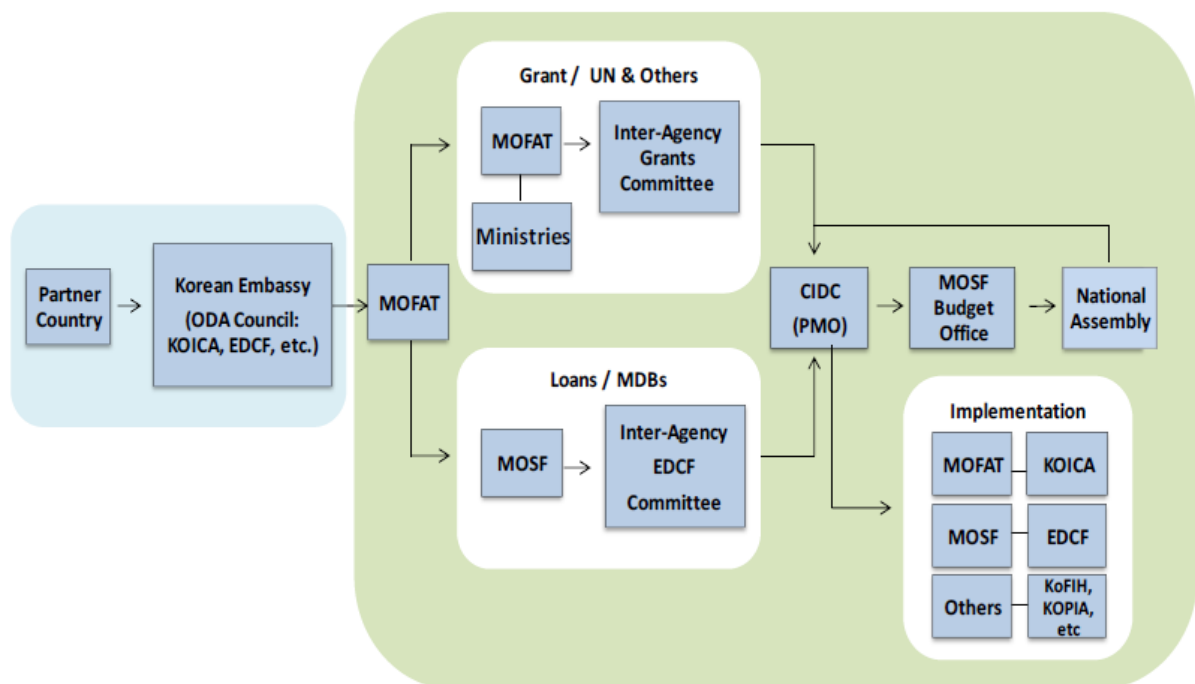 Partner
Country
Korean Embassy
(ODA Council:
KOICA, EDCF, etc.)
MOFAT
Grant / UN & Others
MOFAT
Ministries
Inter-Agency
Grants
Committee
Loans / MDBs
MOSF
Inter-Agency
EDCF
Committee
CIDC
(PMO)
MOSF
Budget
Office
National
Assembly
Implementation
MOFAT
KOICA
MOSF
EDCF
Others
KoFIH,
KOPIA,
etc